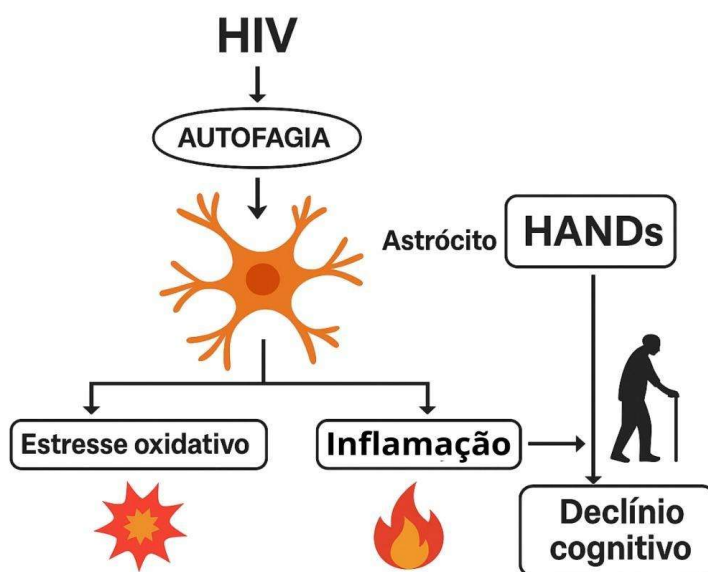 HIV
AUTOFAGIA
Astrócito
HANDs
Estresse oxidativo
Inflamação
Declínio
cognitivo